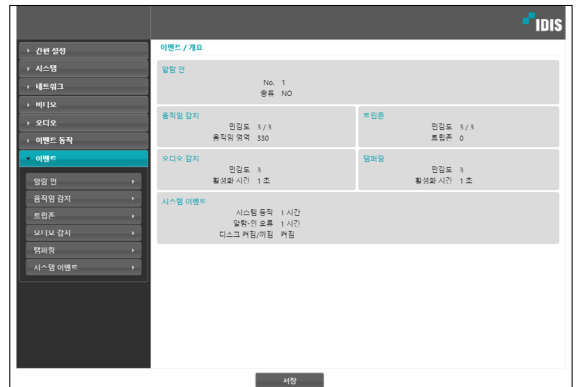 IDIS
간편 설정
시스템
네트워크
비디오
오디오
이벤트 동작
이벤트
알람 인
움직임 감지
트립존
오디오 감지
탬퍼링
시스템 이벤트
이벤트 / 개요
알람 인
No. 1
종류 NO
움직임 감지
민감도 3 / 3
움직임 영역 330
트립존
민감도 3 / 3
트립존 0
오디오 감지
민감도 3
활성화 시간 1 초
탬퍼링
민감도 3
활성화 시간 1 초
시스템 이벤트
시스템 동작 1 시간
알람-인 오류 1 시간
디스크 켜짐/꺼짐 켜짐
저장